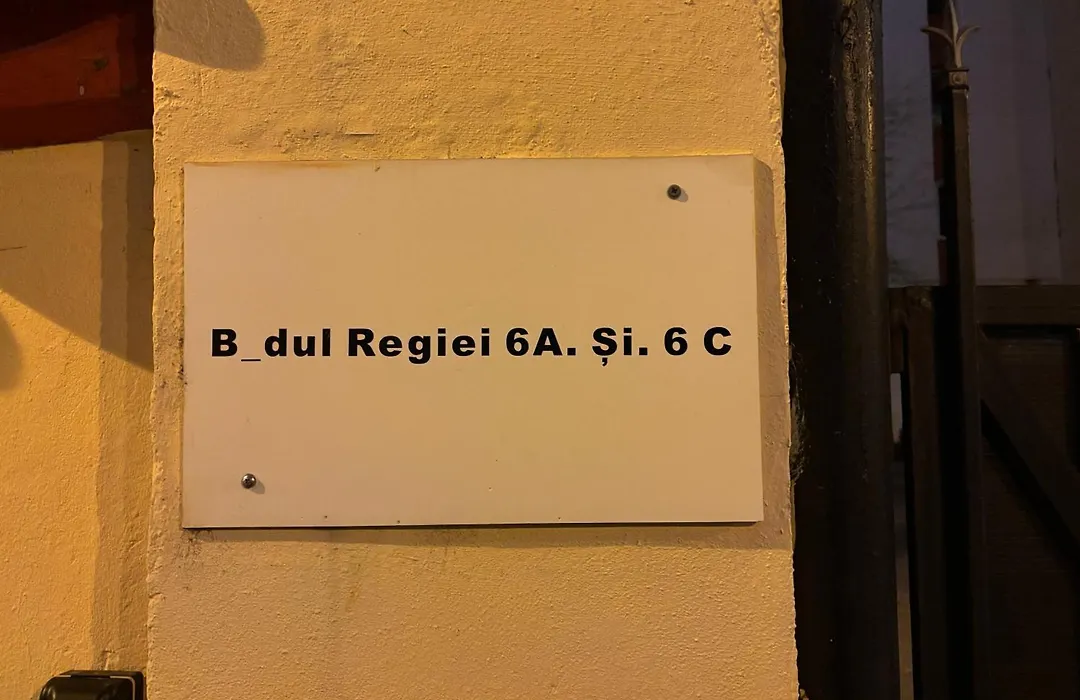 B_dul Regiei 6A. Și. 6 C